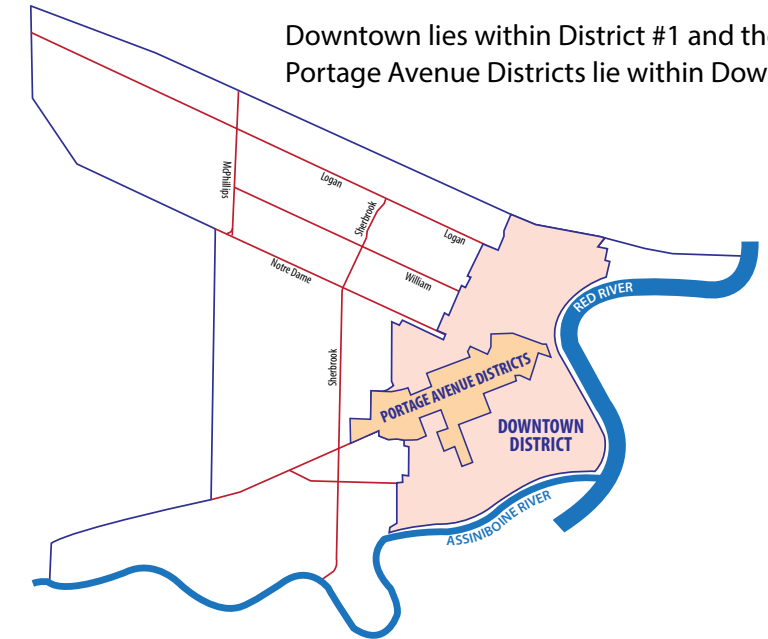 Downtown lies within District #1 and the
Portage Avenue Districts lie within Dow
McPhillips
Logan
Sherbrook
Logan
Notre Dame
William
RED RIVER
Sherbrook
PORTAGE AVENUE DISTRICTS
DOWNTOWN
DISTRICT
ASSINIBOINE RIVER